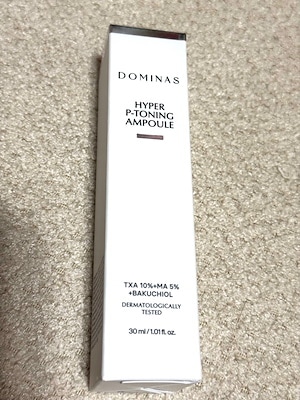 DOMINAS
HYPER
P-TONING
AMPOULE
TXA 10%+MA 5%
+BAKUCHIOL
DERMATOLOGICALLY
TESTED
30 ml / 1.01 fl. oz.